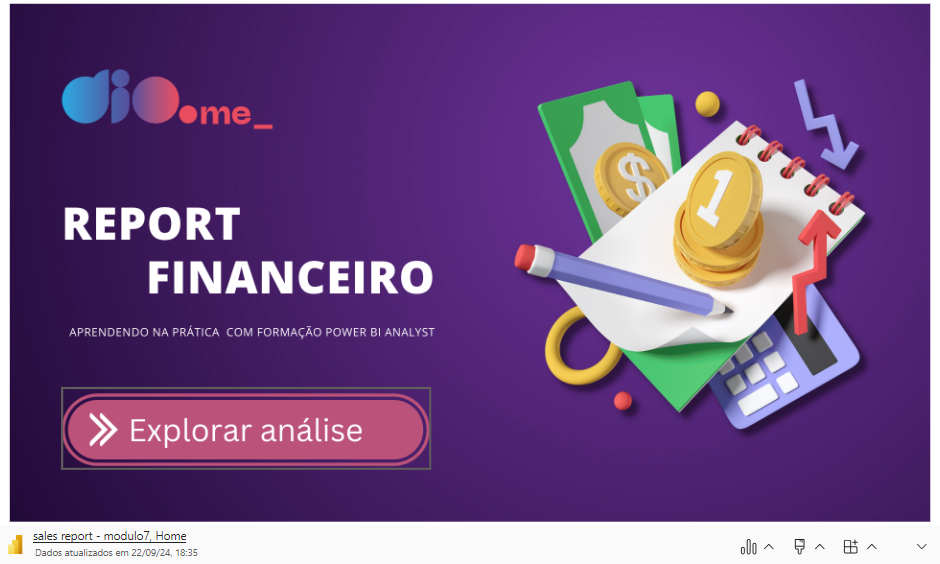 dio.me_
REPORT
FINANCEIRO
APRENDENDO NA PRÁTICA COM FORMAÇÃO POWER BI ANALYST
Explorar análise
$
1
sales report - modulo7, Home
Dados atualizados em 22/09/24, 18:35